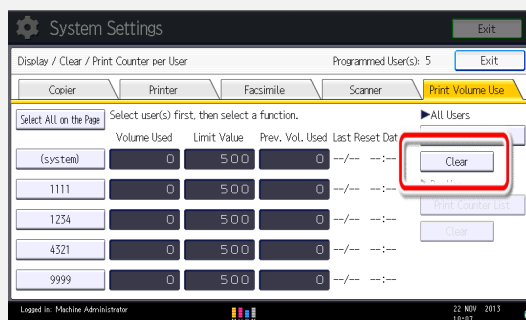 System Settings
Exit
Display / Clear / Print Counter per User
Programmed User(s): 5
Exit
Copier
Printer
Facsimile
Scanner
Print Volume Use
Select All on the Page
Select user(s) first, then select a function.
▶All Users
Volume Used
Limit Value
Prev. Vol. Used
Last Reset Dat
Clear
(system)
0
500
0
--/-- --:--
1111
0
500
0
--/-- --:--
Print Counter List
1234
0
500
0
--/-- --:--
Clear
4321
0
500
0
--/-- --:--
9999
0
500
0
--/-- --:--
Logged in: Machine Administrator
22 NOV 2013